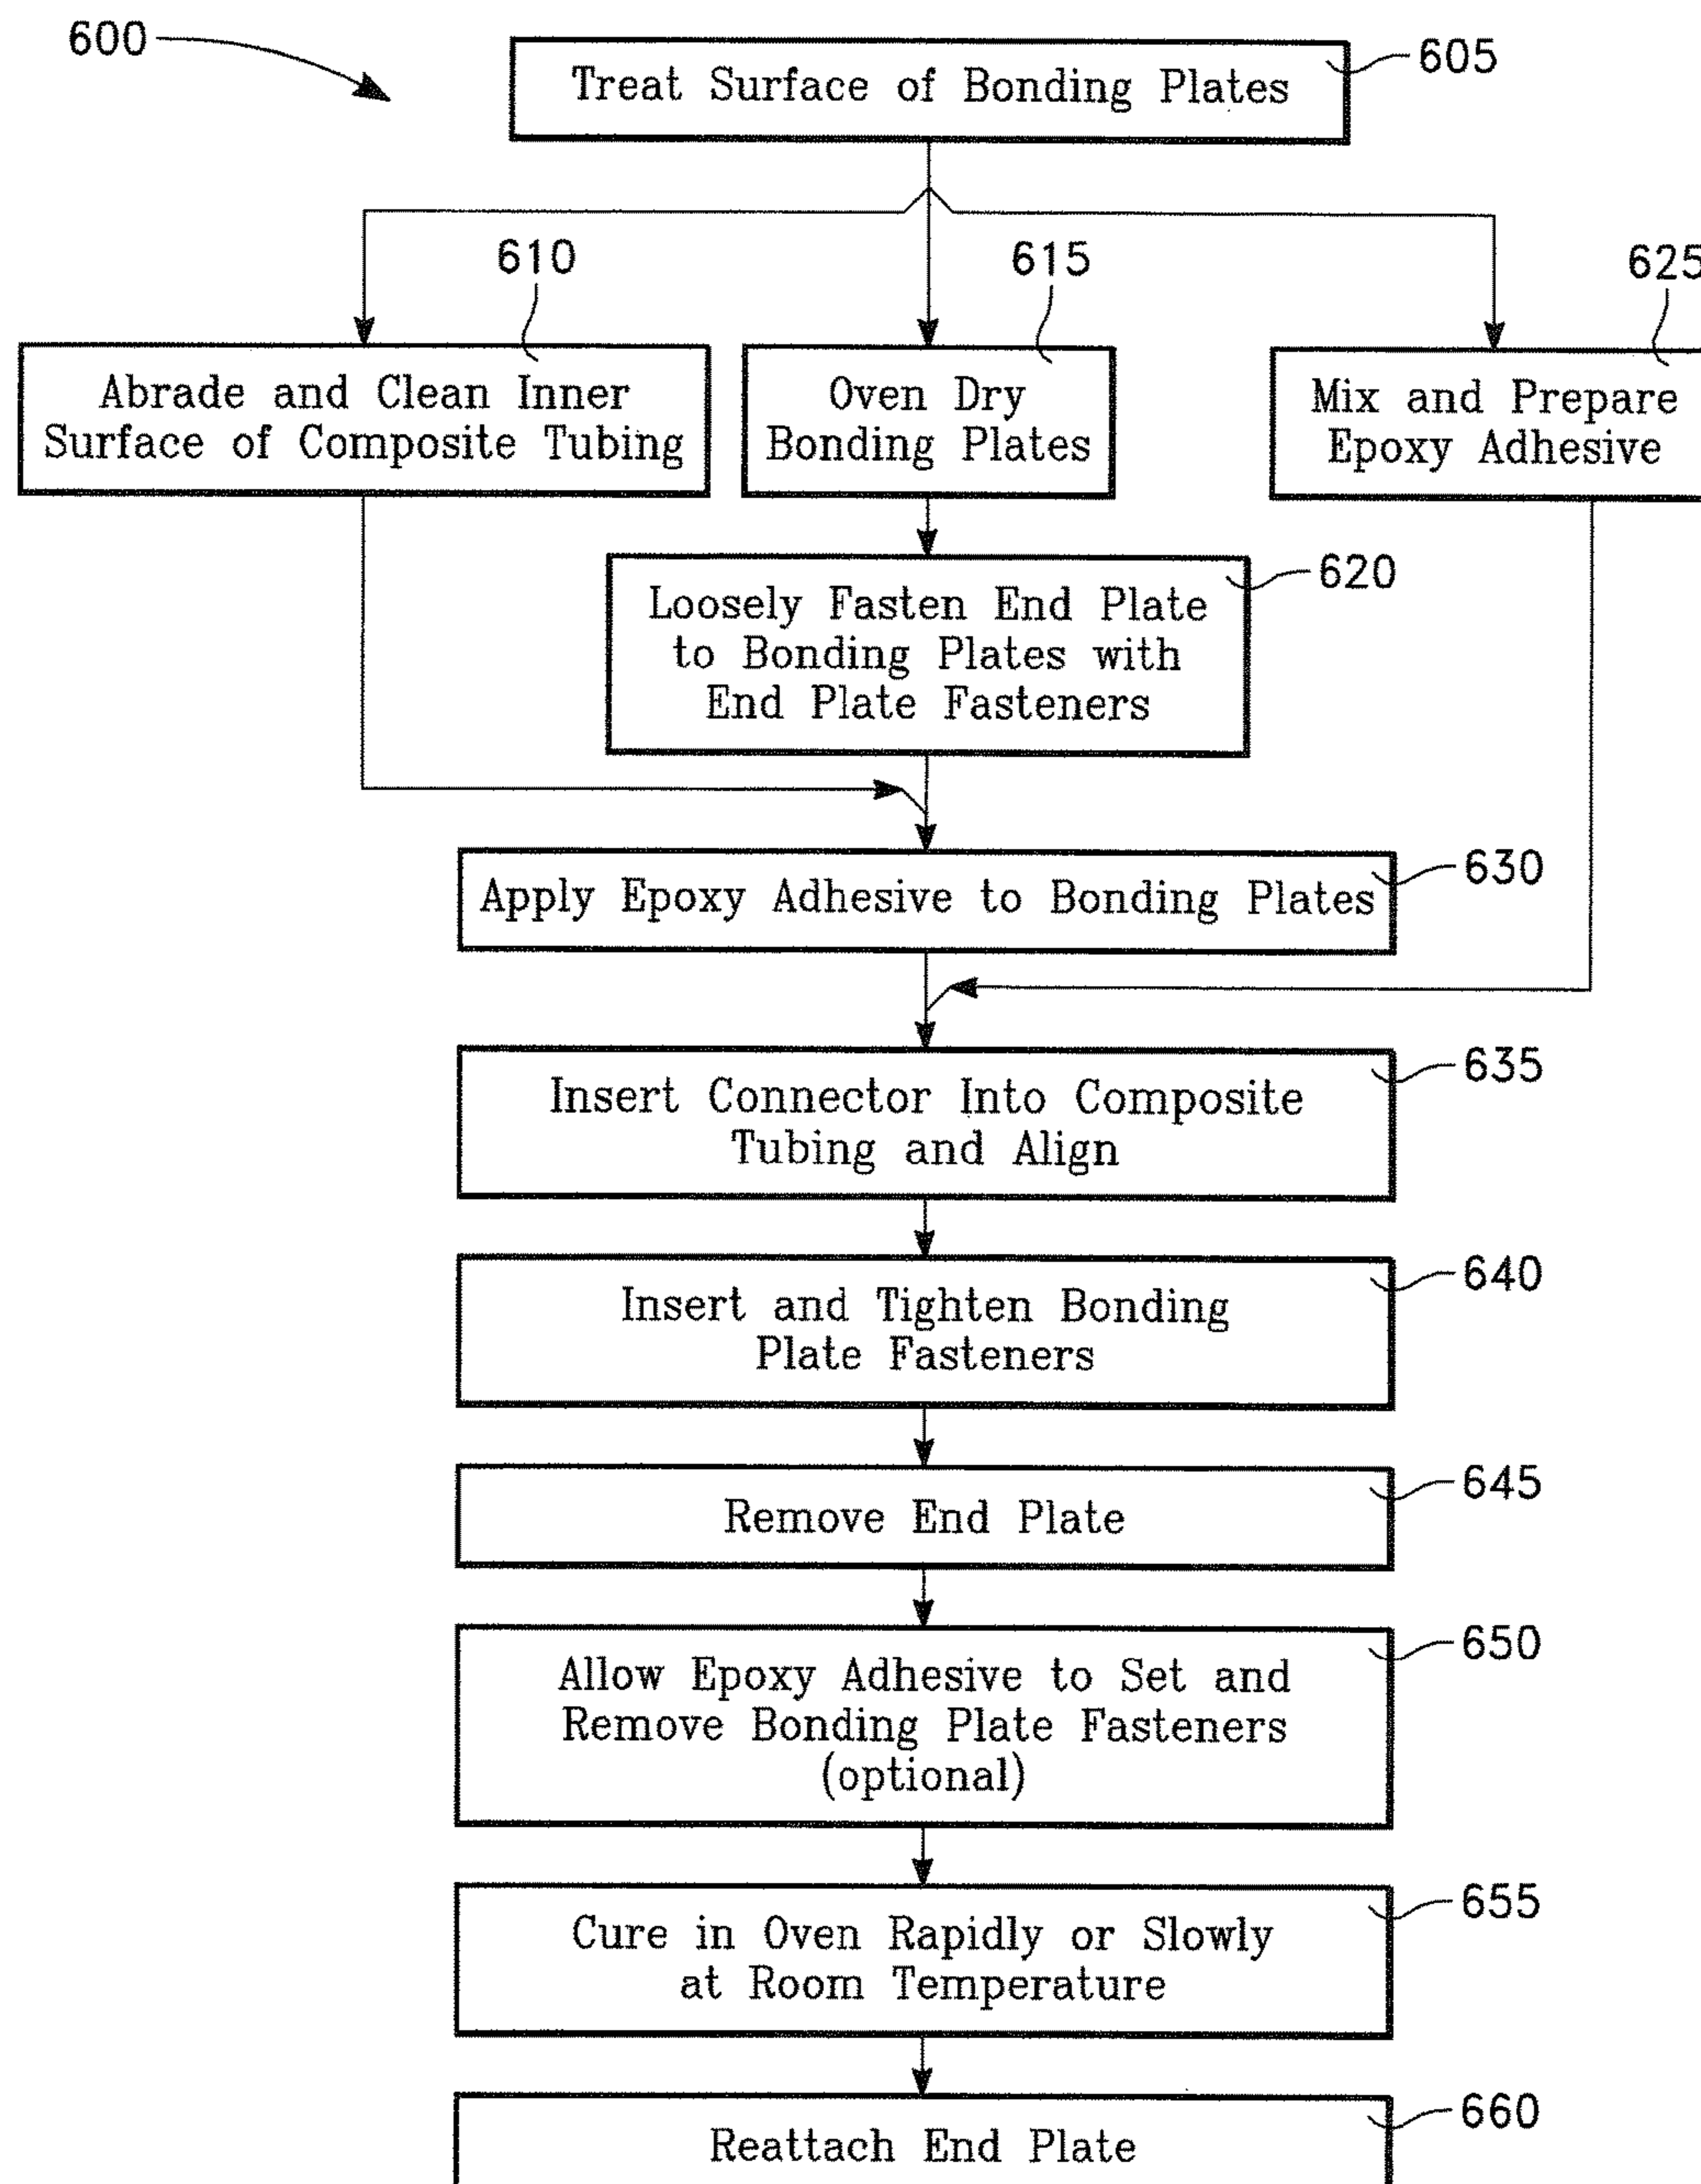 600
Treat Surface of Bonding Plates
605
610
615
625
Abrade and Clean Inner
Surface of Composite Tubing
Oven Dry
Bonding Plates
Mix and Prepare
Epoxy Adhesive
620
Loosely Fasten End Plate
to Bonding Plates with
End Plate Fasteners
630
Apply Epoxy Adhesive to Bonding Plates
635
Insert Connector Into Composite
Tubing and Align
640
Insert and Tighten Bonding
Plate Fasteners
645
Remove End Plate
650
Allow Epoxy Adhesive to Set and
Remove Bonding Plate Fasteners
(optional)
655
Cure in Oven Rapidly or Slowly
at Room Temperature
660
Reattach End Plate